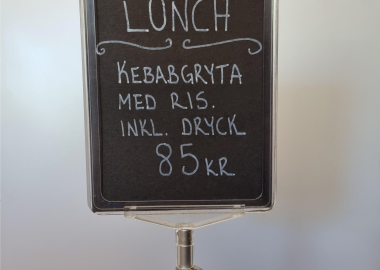 LUNCH
KEBABGRYTA
MED RIS.
INKL. DRYCK
85 KR